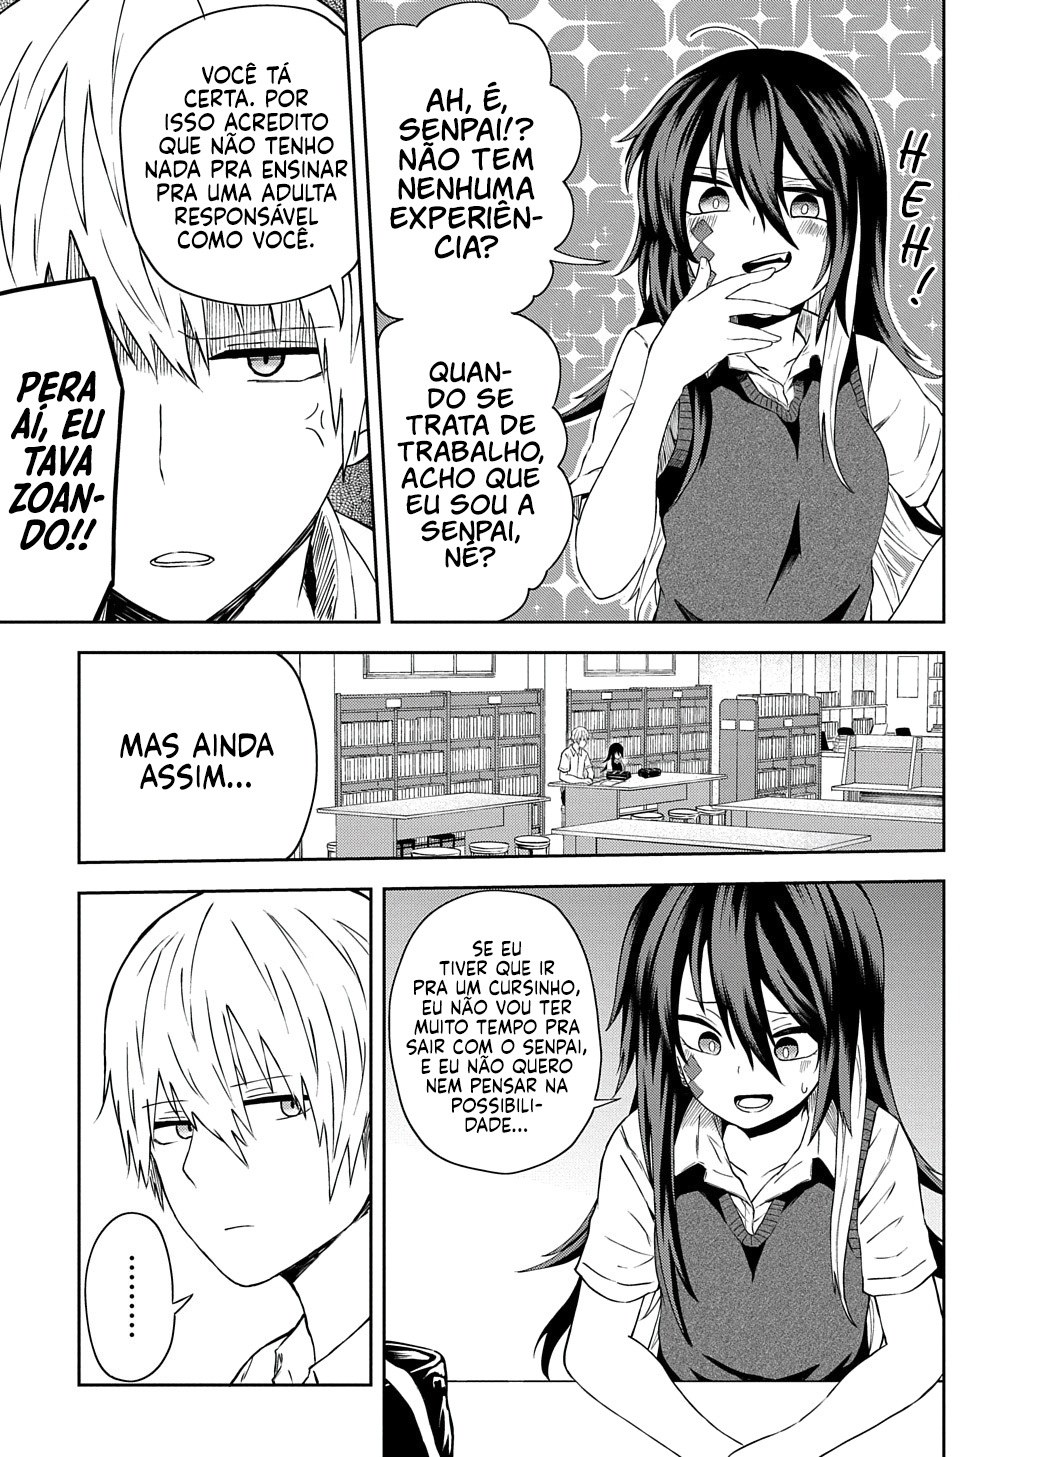 AH, É,
SENPAI!?
NÃO TEM
NENHUMA
EXPERIÊN-
CIA?
HEH!
QUAN-
DO SE
TRATA DE
TRABALHO,
ACHO QUE
EU SOU A
SENPAI,
NÉ?
VOCÊ TÁ
CERTA. POR
ISSO ACREDITO
QUE NÃO TENHO
NADA PRA ENSINAR
PRA UMA ADULTA
RESPONSÁVEL
COMO VOCÊ.
PERA
AÍ, EU
TAVA
ZOAN-
DO!!
MAS AINDA
ASSIM...
SE EU
TIVER QUE IR
PRA UM CURSINHO,
EU NÃO VOU TER
MUITO TEMPO PRA
SAIR COM O SENPAI,
E EU NÃO QUERO
NEM PENSAR NA
POSSIBILI-
DADE...
........